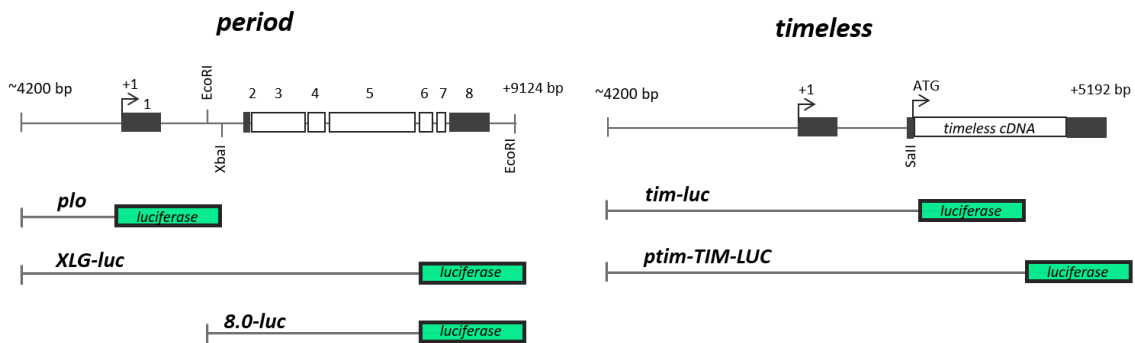 period
timeless
~4200 bp
+1
1
EcoRI
XbaI
2 3 4 5 6 7 8
+9124 bp
EcoRI
~4200 bp
+1
ATG
SalI
timeless cDNA
+5192 bp
plo
luciferase
tim-luc
luciferase
XLG-luc
luciferase
ptim-TIM-LUC
luciferase
8.0-luc
luciferase